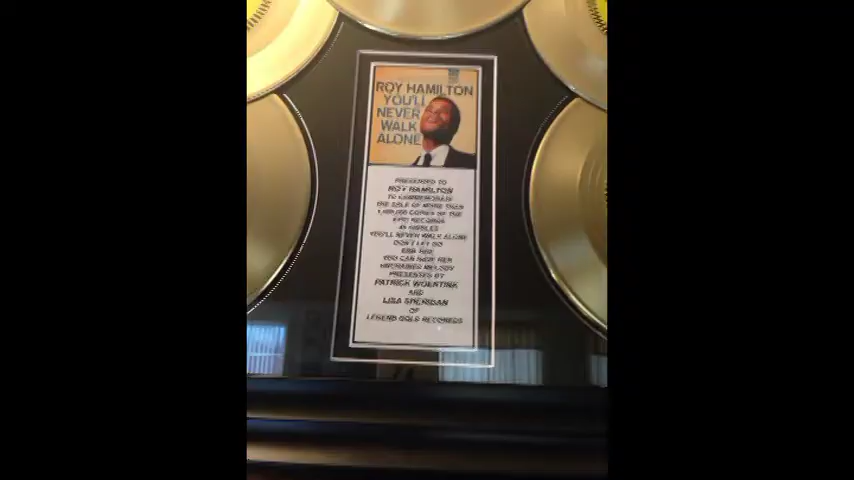 ROY HAMILTON
YOU'LL
NEVER
WALK
ALONE
PRESENTED TO
ROY HAMILTON
TO COMMEMORATE
THE SALE OF MORE THAN
1,000,000 COPIES OF THE
EPIC RECORDS
45 SINGLES
YOU'LL NEVER WALK ALONE
DON'T LET GO
EBB TIDE
YOU CAN HAVE HER
UNCHAINED MELODY
PRESENTED BY
PATRICK WOENTINK
AND
LISA SHERIDAN
OF
LEGEND GOLD RECORDS